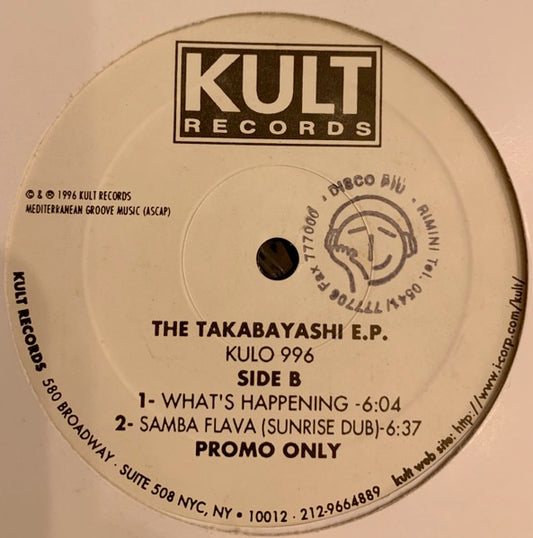 KULT
RECORDS
© & ℗ 1996 KULT RECORDS
MEDITERRANEAN GROOVE MUSIC (ASCAP)
• DISCO PIU • RIMINI Tel. 0541/777706 Fax 777000
THE TAKABAYASHI E.P.
KULO 996
SIDE B
1- WHAT'S HAPPENING -6:04
2- SAMBA FLAVA (SUNRISE DUB)-6:37
PROMO ONLY
KULT RECORDS 580 BROADWAY • SUITE 508 NYC, NY • 10012 • 212-9664889 kult web site: http://www.i-corp.com/kult/